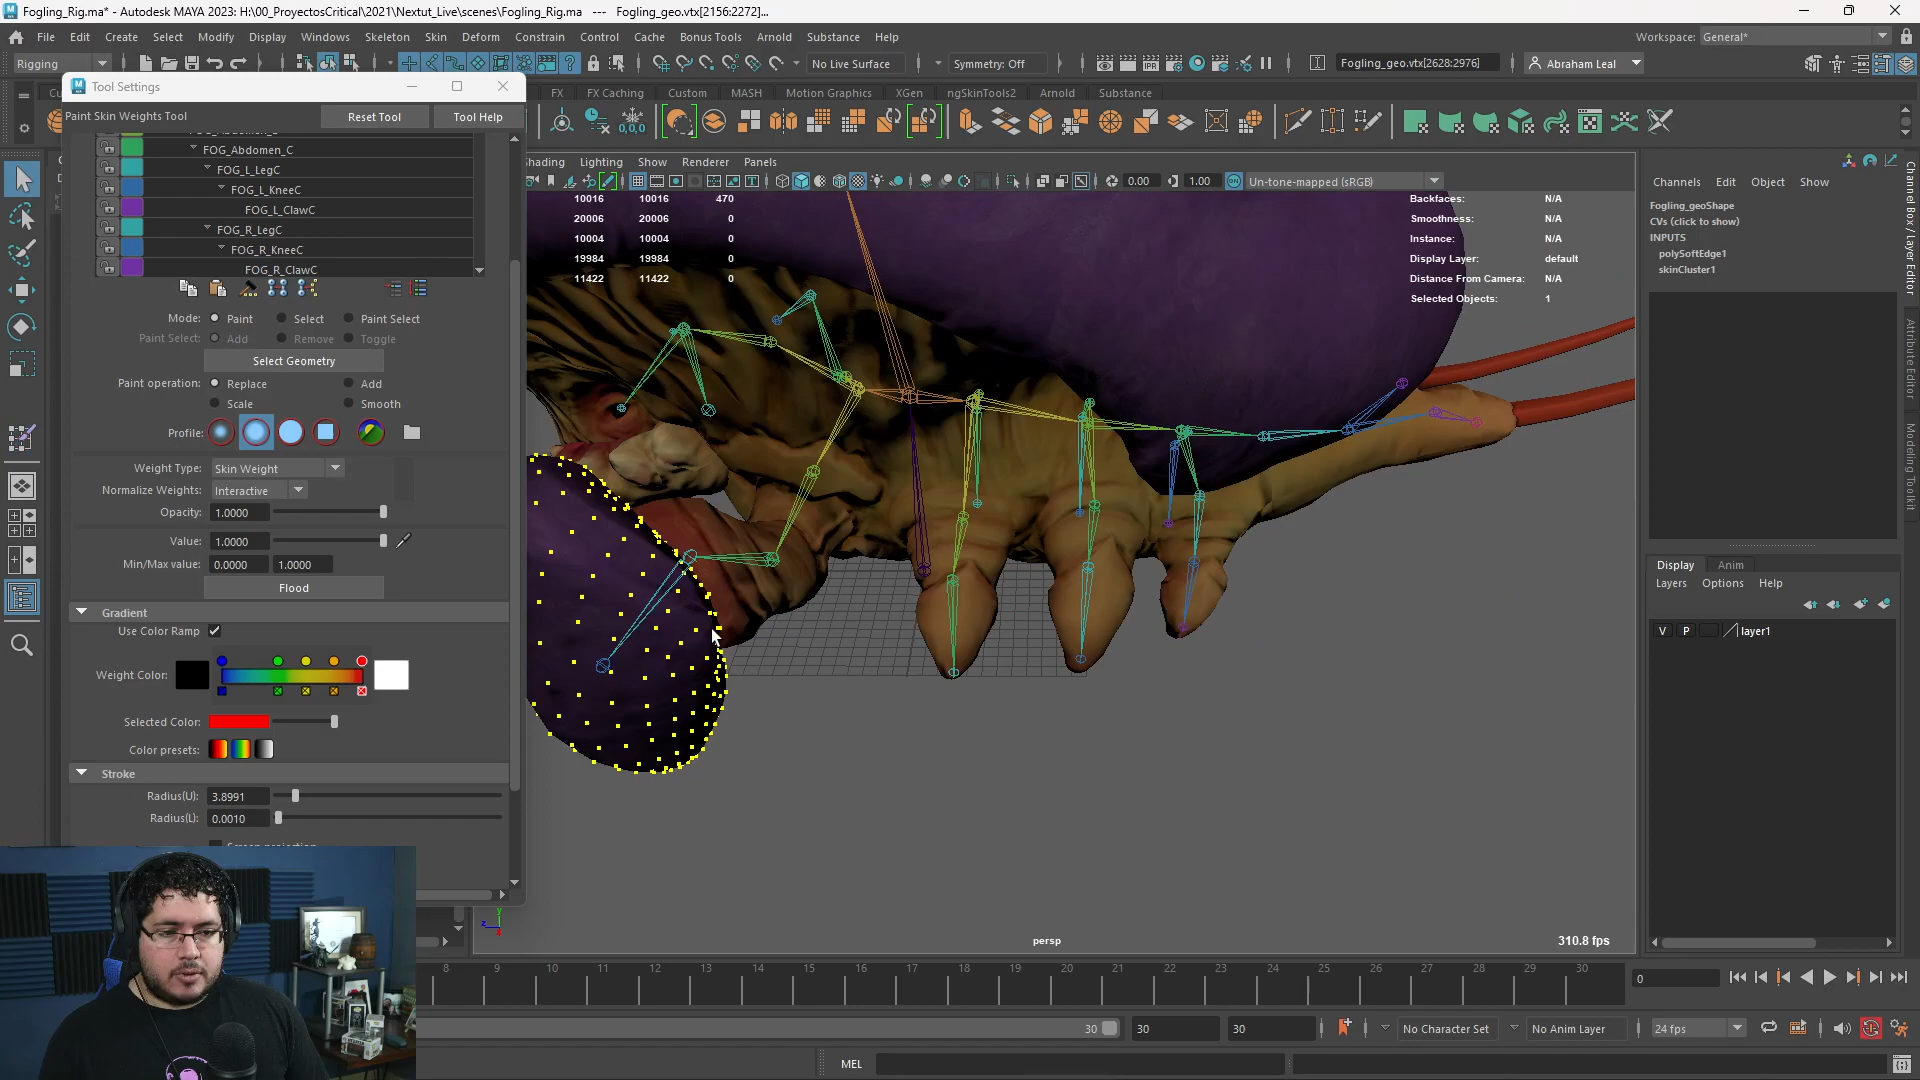 Fogling_Rig.ma* - Autodesk MAYA 2023: H:\00_ProyectosCritical\2021\Nextut_Live\scenes\Fogling_Rig.ma   ---   Fogling_geo.vtx[2156:2272]...
File Edit Create Select Modify Display Windows Skeleton Skin Deform Constrain Control Cache Bonus Tools Arnold Substance Help
Workspace: General*
Rigging
No Live Surface
Symmetry: Off
Fogling_geo.vtx[2628:2976]
Abraham Leal
Tool Settings
FX FX Caching Custom MASH Motion Graphics XGen ngSkinTools2 Arnold Substance
Paint Skin Weights Tool
Reset Tool
Tool Help
FOG_Abdomen_C
FOG_L_LegC
FOG_L_KneeC
FOG_L_ClawC
FOG_R_LegC
FOG_R_KneeC
FOG_R_ClawC
Mode: Paint Select Paint Select
Paint Select: Add Remove Toggle
Select Geometry
Paint operation: Replace Add
Scale Smooth
Profile:
Weight Type: Skin Weight
Normalize Weights: Interactive
Opacity: 1.0000
Value: 1.0000
Min/Max value: 0.0000 1.0000
Flood
Gradient
Use Color Ramp
Weight Color:
Selected Color:
Color presets:
Stroke
Radius(U): 3.8991
Radius(L): 0.0010
Lighting Show Renderer Panels
0.00 1.00 ON Un-tone-mapped (sRGB)
10016 10016 470
20006 20006 0
10004 10004 0
19984 19984 0
11422 11422 0
Backfaces: N/A
Smoothness: N/A
Instance: N/A
Display Layer: default
Distance From Camera: N/A
Selected Objects: 1
persp
310.8 fps
y
z
Channels Edit Object Show
Fogling_geoShape
CVs (click to show)
INPUTS
polySoftEdge1
skinCluster1
Channel Box / Layer Editor
Attribute Editor
Modeling Toolkit
Display Anim
Layers Options Help
V P layer1
8 9 10 11 12 13 14 15 16 17 18 19 20 21 22 23 24 25 26 27 28 29 30
0
30 30 30
No Character Set
No Anim Layer
24 fps
MEL